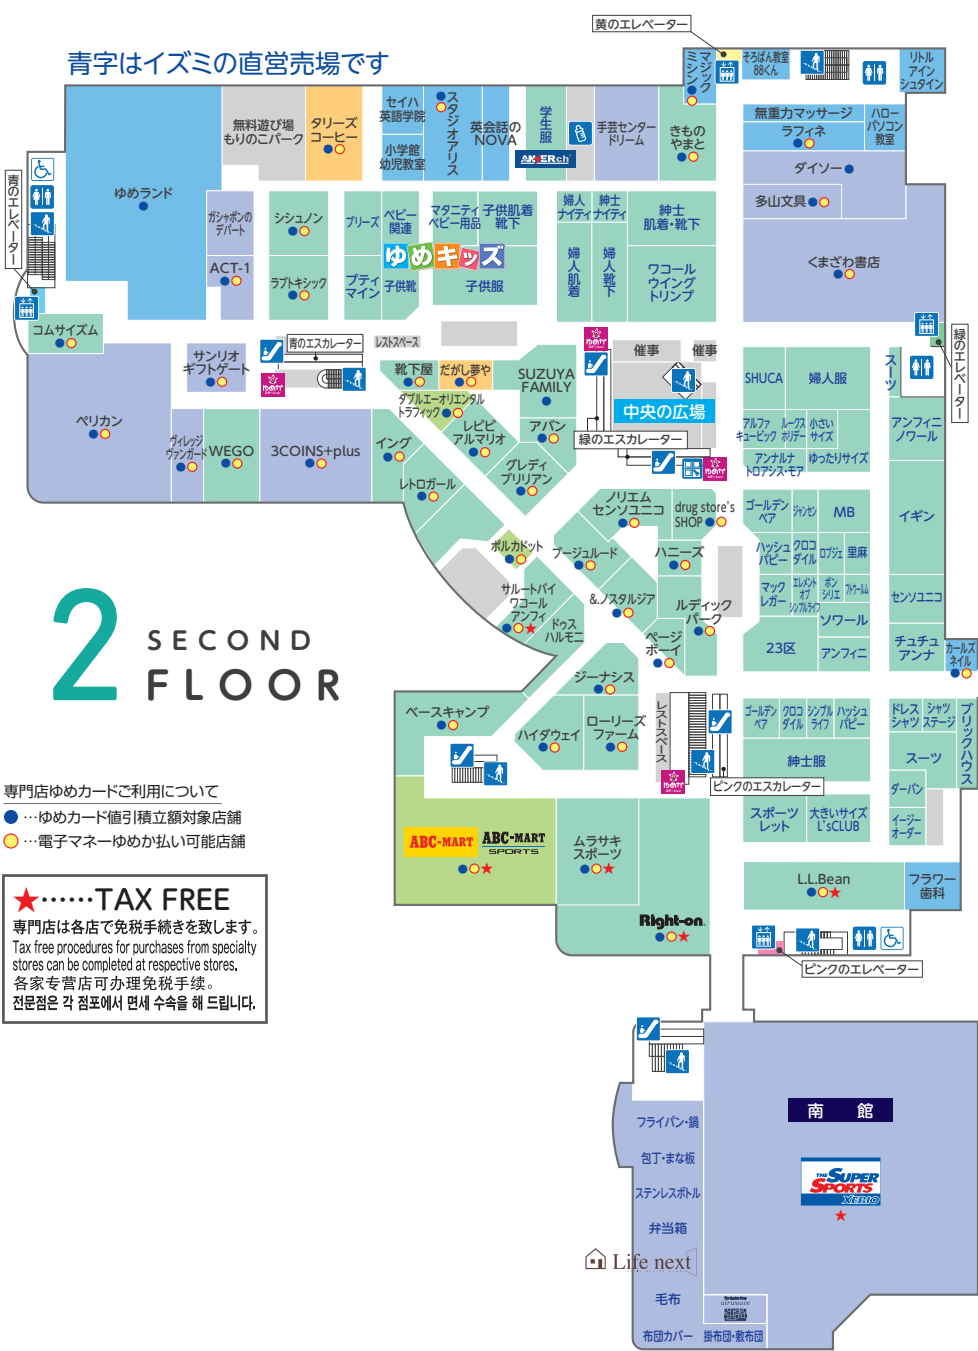 黄のエレベーター
青字はイズミの直営売場です
マジックミシン
そろばん教室
88くん
リトル
アイン
シュタイン
無料遊び場
もりのこパーク
タリーズ
コーヒー
セイハ
英語学院
小学館
幼児教室
スタジオアリス
英会話の
NOVA
学生服
ANSWERch
手芸センター
ドリーム
きもの
やまと
無重力マッサージ
ラフィネ
ハロー
パソコン
教室
ダイソー
多山文具
くまざわ書店
青のエレベーター
ゆめランド
ガシャポンの
デパート
ACT-1
シシュノン
ラブトキシック
ブリーズ
ベビー
関連
マタニティ
ベビー用品
子供肌着
靴下
ゆめキッズ
プティ
マイン
子供靴
子供服
婦人
ナイティ
紳士
ナイティ
紳士
肌着・靴下
婦人肌着
婦人靴下
ワコール
ウイング
トリンプ
緑のエレベーター
コムサイズム
サンリオ
ギフトゲート
青のエスカレーター
レストスペース
靴下屋
だがし夢や
SUZUYA
FAMILY
催事
催事
中央の広場
緑のエスカレーター
SHUCA
婦人服
スーツ
アンフィニ
ノワール
アルファ
キュービック
ルークス
ホリデー
小さい
サイズ
アンナルナ
トロアシス・モア
ゆったりサイズ
ペリカン
ヴィレッジ
ヴァンガード
WEGO
3COINS+plus
イング
レトロガール
ダブルエーオリエンタル
トラフィック
レピピ
アルマリオ
アバン
グレディ
ブリリアン
ノリエム
センソユニコ
drug store's
SHOP
ゴールデン
ベア
ジャンセン
MB
イギン
ハッシュ
パピー
クロコ
ダイル
ロブジェ
里麻
マック
レガー
エレメント
オブ
シンプルライフ
ボン
シリエ
ソワール
23区
アンフィニ
センソユニコ
チュチュ
アンナ
カールズ
ネイル
ポルカドット
ブージュルード
ハニーズ
サルートバイ
ワコール
アンフィ
ドゥス
ハルモニ
&.ノスタルジア
ルディック
パーク
ページ
ボーイ
2
SECOND
FLOOR
ジーナシス
ベースキャンプ
ハイダウェイ
ローリーズ
ファーム
レストスペース
ピンクのエスカレーター
ゴールデン
ベア
クロコ
ダイル
シンプル
ライフ
ハッシュ
パピー
紳士服
ドレス
シャツ
シャツ
ステージ
ブリックハウス
スーツ
ダーバン
イージー
オーダー
スポーツ
レット
大きいサイズ
L'sCLUB
専門店ゆめカードご利用について
…ゆめカード値引積立額対象店舗
…電子マネーゆめか払い可能店舗
ABC-MART
ABC-MART
SPORTS
ムラサキ
スポーツ
Right-on
L.L.Bean
フラワー
歯科
ピンクのエレベーター
★……TAX FREE
専門店は各店で免税手続きを致します。
Tax free procedures for purchases from specialty
stores can be completed at respective stores.
各家专营店可办理免税手续。
전문점은 각 점포에서 면세 수속을 해 드립니다.
南 館
THE SUPER
SPORTS
XEBIO
フライパン・鍋
包丁・まな板
ステンレスボトル
弁当箱
Life next
毛布
airweave
布団カバー
掛布団・敷布団